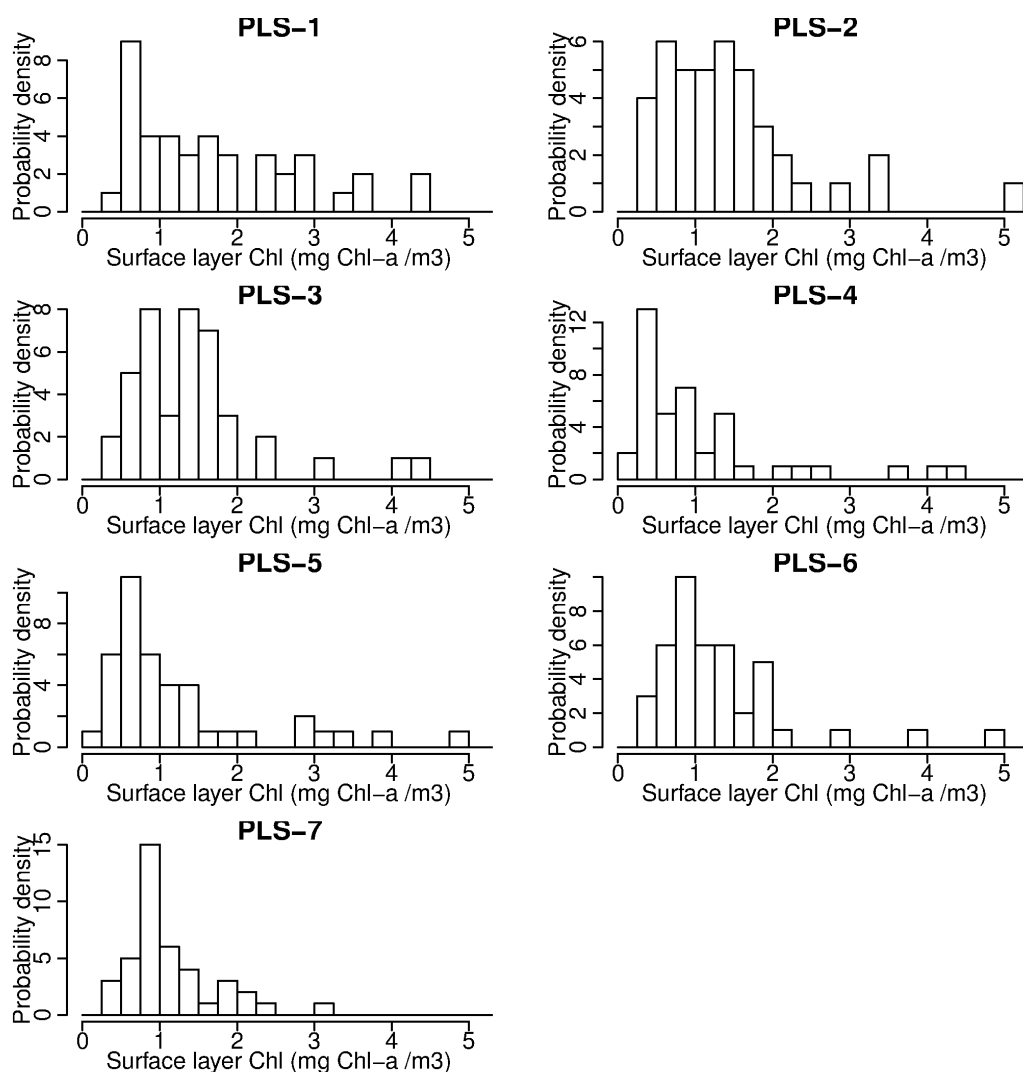 PLS−1
Probability density
0 2 4 6 8
0 1 2 3 4 5
Surface layer Chl (mg Chl−a /m3)
PLS−2
Probability density
0 2 4 6
0 1 2 3 4 5
Surface layer Chl (mg Chl−a /m3)
PLS−3
Probability density
0 2 4 6 8
0 1 2 3 4 5
Surface layer Chl (mg Chl−a /m3)
PLS−4
Probability density
0 4 8 12
0 1 2 3 4 5
Surface layer Chl (mg Chl−a /m3)
PLS−5
Probability density
0 4 8
0 1 2 3 4 5
Surface layer Chl (mg Chl−a /m3)
PLS−6
Probability density
0 2 4 6 8
0 1 2 3 4 5
Surface layer Chl (mg Chl−a /m3)
PLS−7
Probability density
0 5 10 15
0 1 2 3 4 5
Surface layer Chl (mg Chl−a /m3)